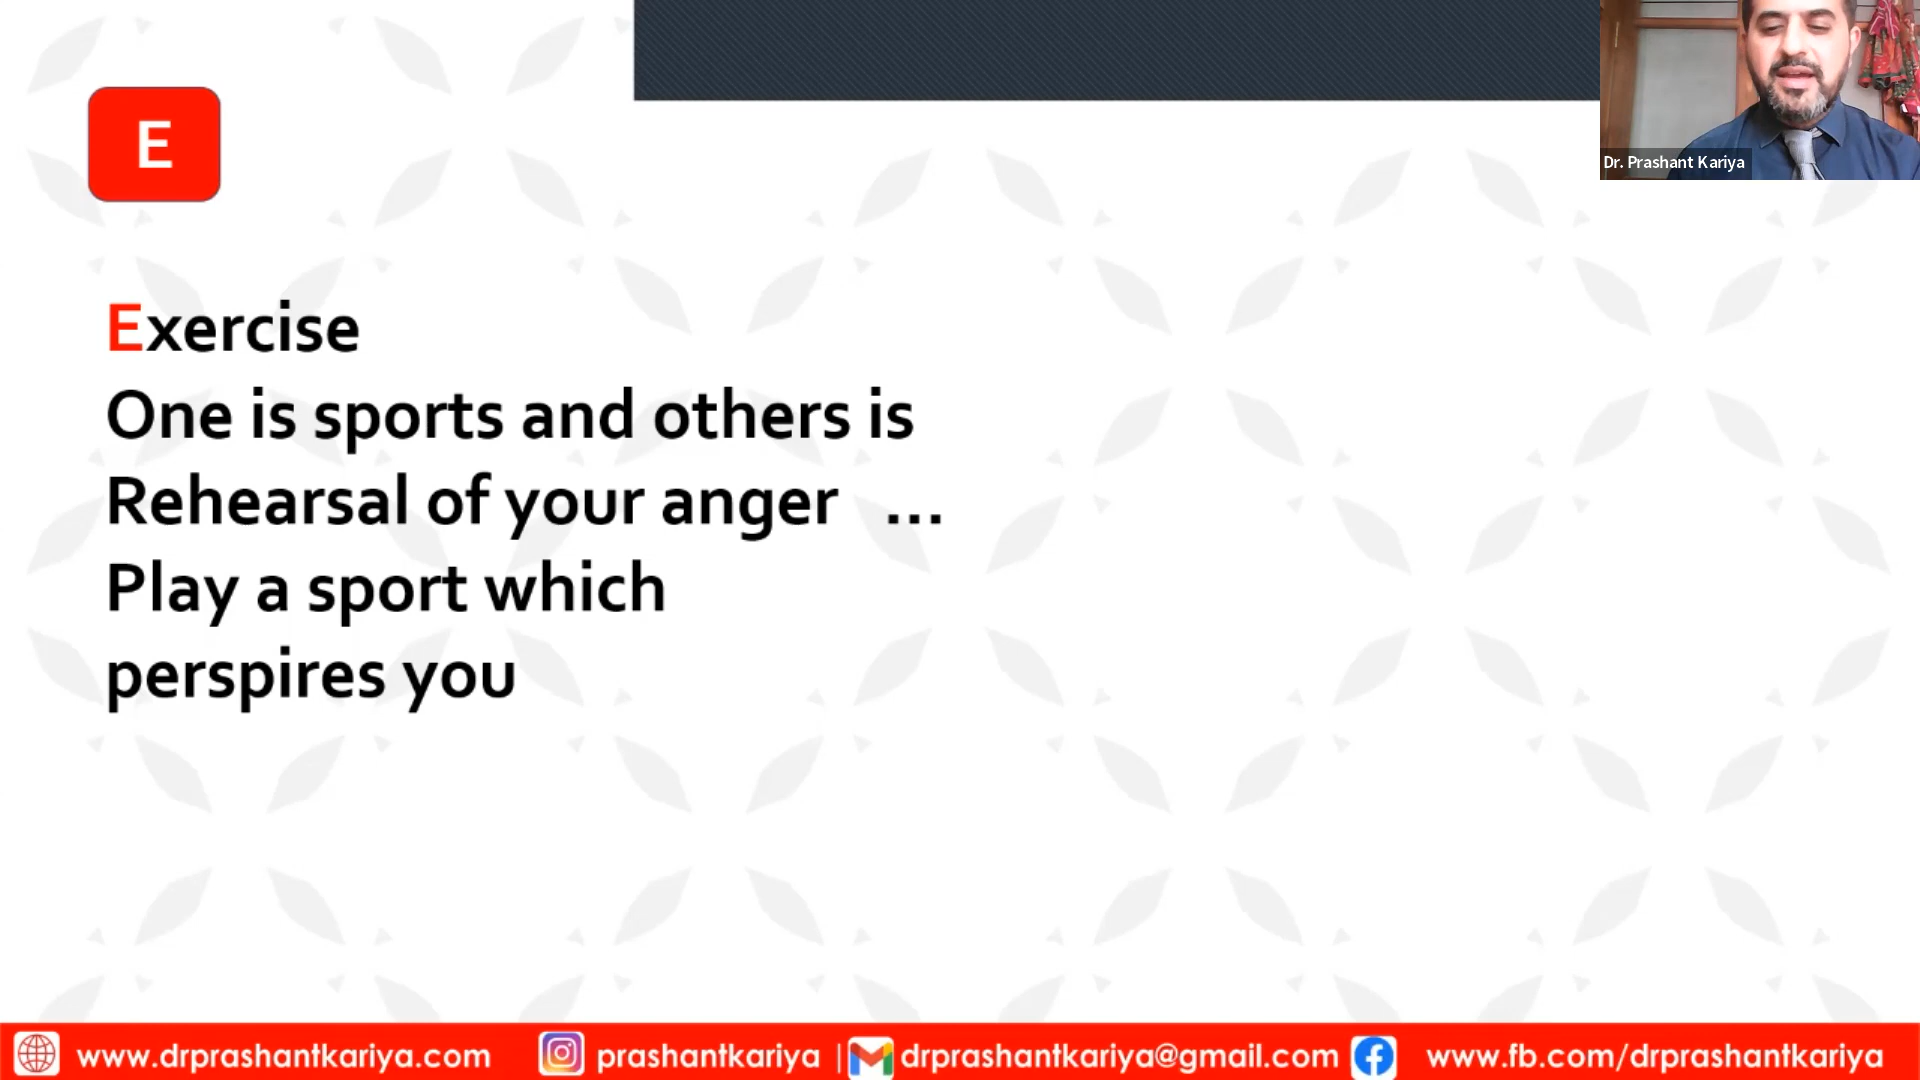 E
Dr. Prashant Kariya
Exercise
One is sports and others is
Rehearsal of your anger ...
Play a sport which
perspires you
www.drprashantkariya.com prashantkariya | drprashantkariya@gmail.com www.fb.com/drprashantkariya